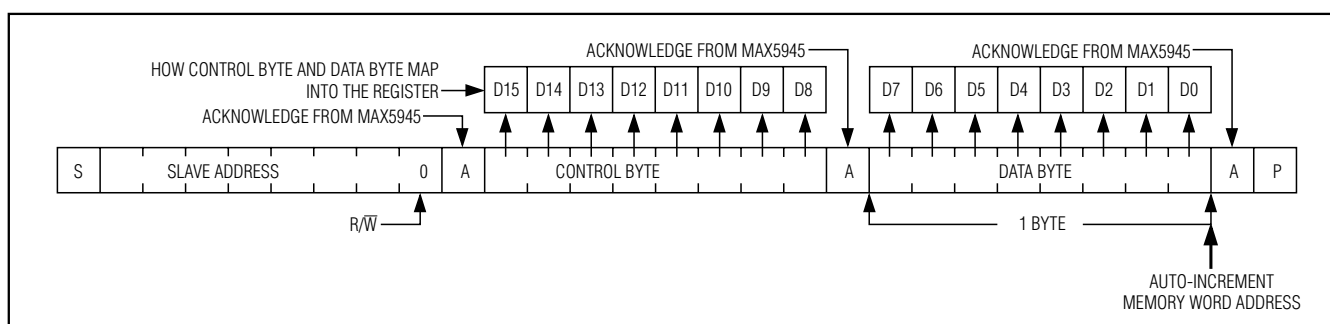 ACKNOWLEDGE FROM MAX5945
ACKNOWLEDGE FROM MAX5945
HOW CONTROL BYTE AND DATA BYTE MAP
INTO THE REGISTER
D15 D14 D13 D12 D11 D10 D9 D8
D7 D6 D5 D4 D3 D2 D1 D0
ACKNOWLEDGE FROM MAX5945
S SLAVE ADDRESS 0 A CONTROL BYTE A DATA BYTE A P
R/W̅
1 BYTE
AUTO-INCREMENT
MEMORY WORD ADDRESS